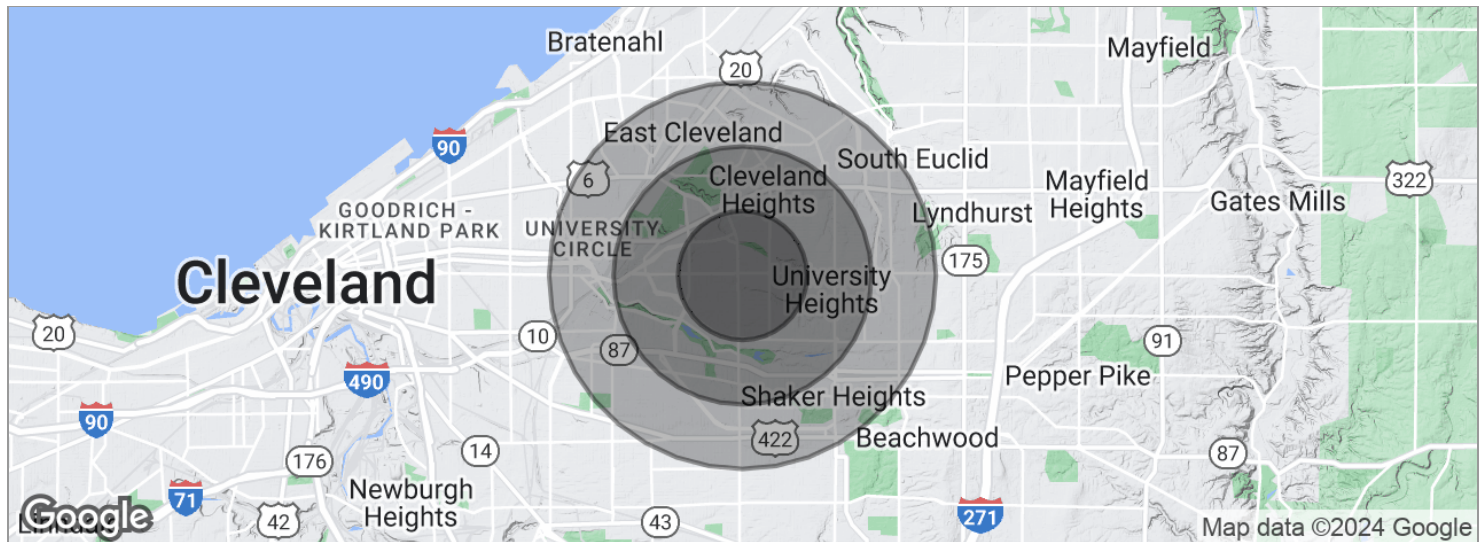 Bratenahl
Mayfield
20
East Cleveland
90
South Euclid
6
Cleveland
Heights
Mayfield
Heights
322
GOODRICH -
KIRTLAND PARK
UNIVERSITY
CIRCLE
Lyndhurst
Gates Mills
175
Cleveland
University
Heights
20
10
87
91
490
Pepper Pike
Shaker Heights
90
422
Beachwood
14
176
87
71
Newburgh
Heights
42
43
271
Google
Map data ©2024 Google